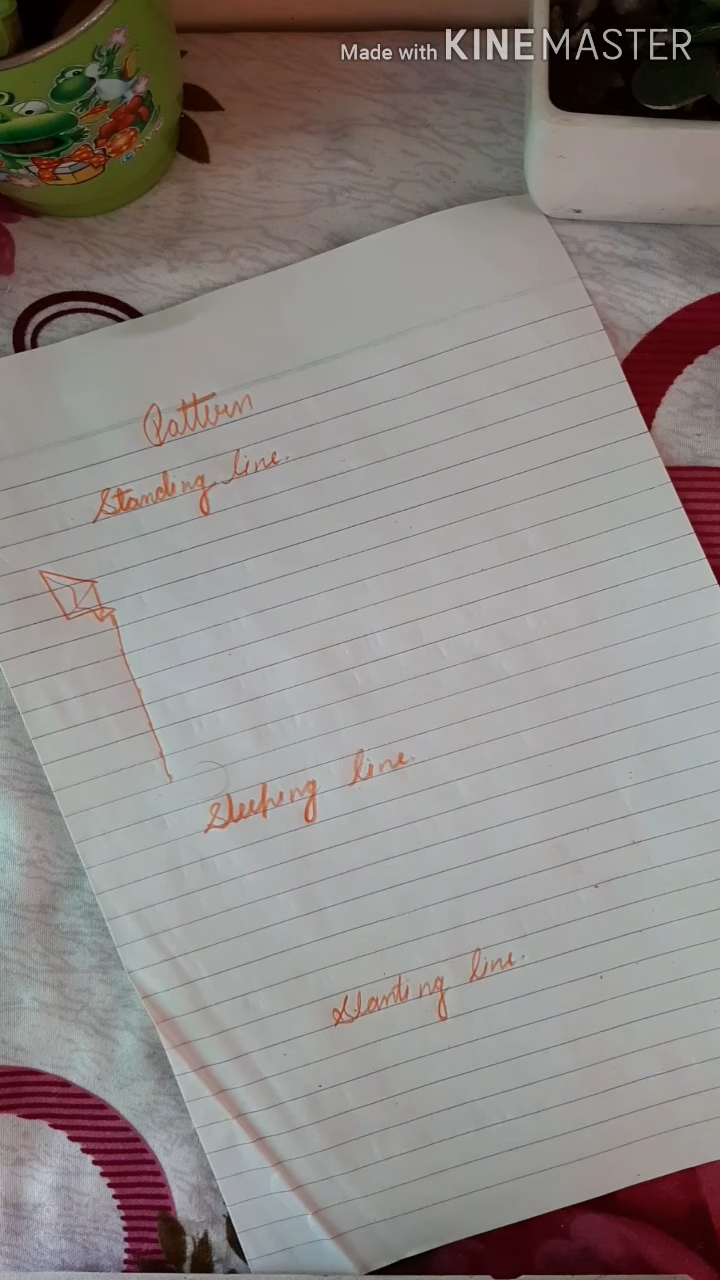 Made with KINEMASTER
Pattern
Standing line.
Sleeping line.
Slanting line.